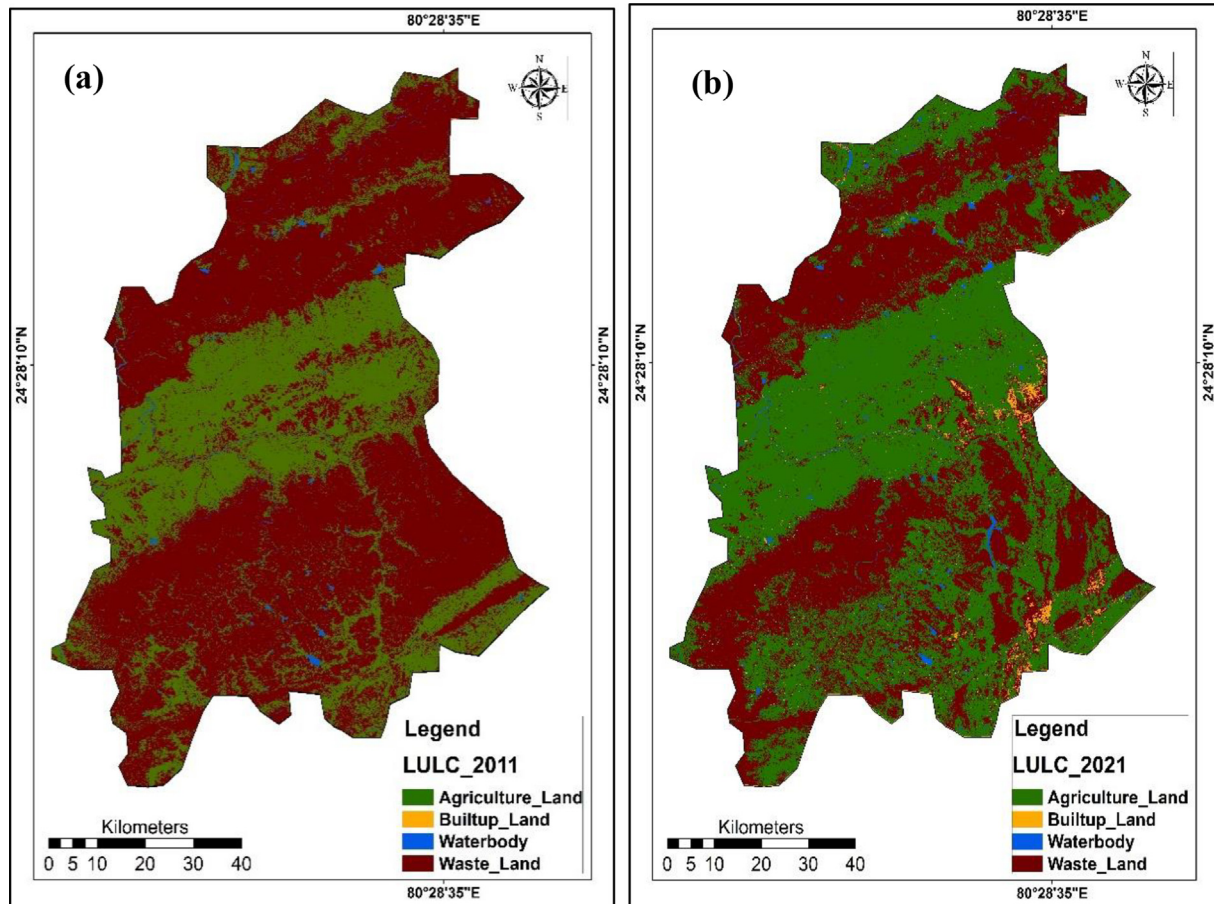 80°28'35"E
(a)
N
W E
S
24°28'10"N
24°28'10"N
Legend
LULC_2011
Agriculture_Land
Builtup_Land
Waterbody
Waste_Land
Kilometers
0 5 10 20 30 40
80°28'35"E
80°28'35"E
(b)
N
W E
S
24°28'10"N
24°28'10"N
Legend
LULC_2021
Agriculture_Land
Builtup_Land
Waterbody
Waste_Land
Kilometers
0 5 10 20 30 40
80°28'35"E